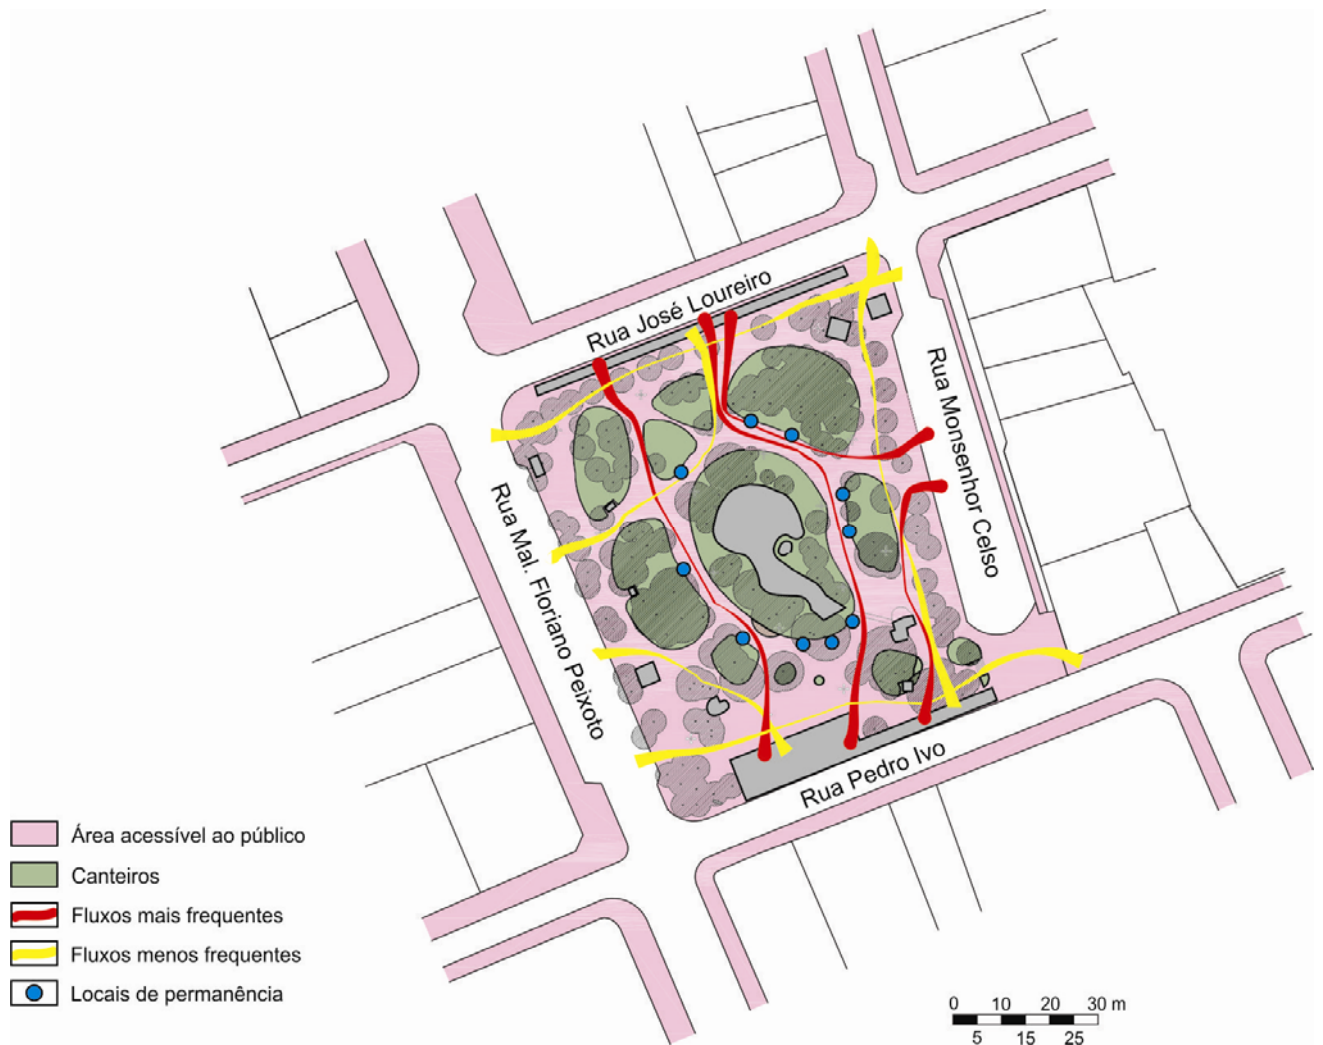 Rua José Loureiro
Rua Monsenhor Celso
Rua Mal. Floriano Peixoto
Rua Pedro Ivo
Área acessível ao público
Canteiros
Fluxos mais frequentes
Fluxos menos frequentes
Locais de permanência
0 10 20 30 m
5 15 25